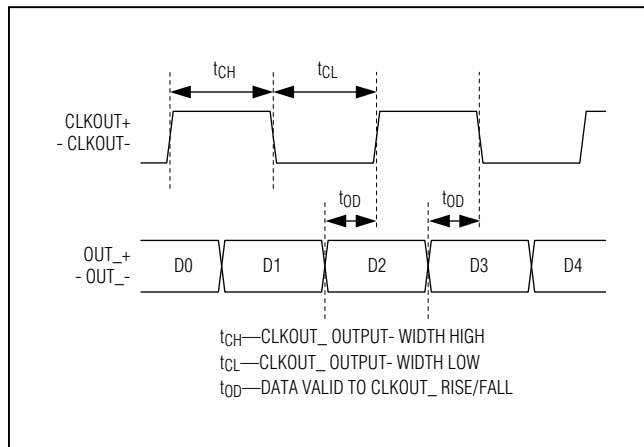 tCH tCL
CLKOUT+
- CLKOUT-
tOD tOD
OUT_+
- OUT_-
D0 D1 D2 D3 D4
tCH—CLKOUT_ OUTPUT- WIDTH HIGH
tCL—CLKOUT_ OUTPUT- WIDTH LOW
tOD—DATA VALID TO CLKOUT_ RISE/FALL